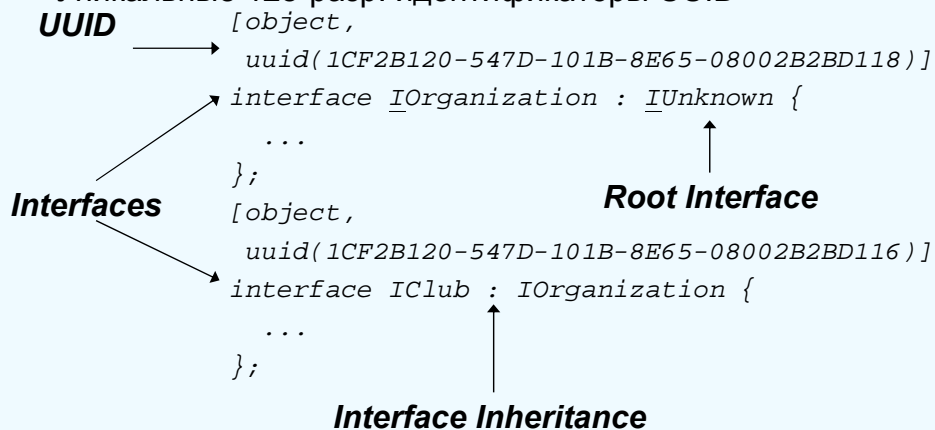 UUID
[object,
uuid(1CF2B120-547D-101B-8E65-08002B2BD118)]
interface IOrganization : IUnknown {
...
};
Interfaces
Root Interface
[object,
uuid(1CF2B120-547D-101B-8E65-08002B2BD116)]
interface IClub : IOrganization {
...
};
Interface Inheritance